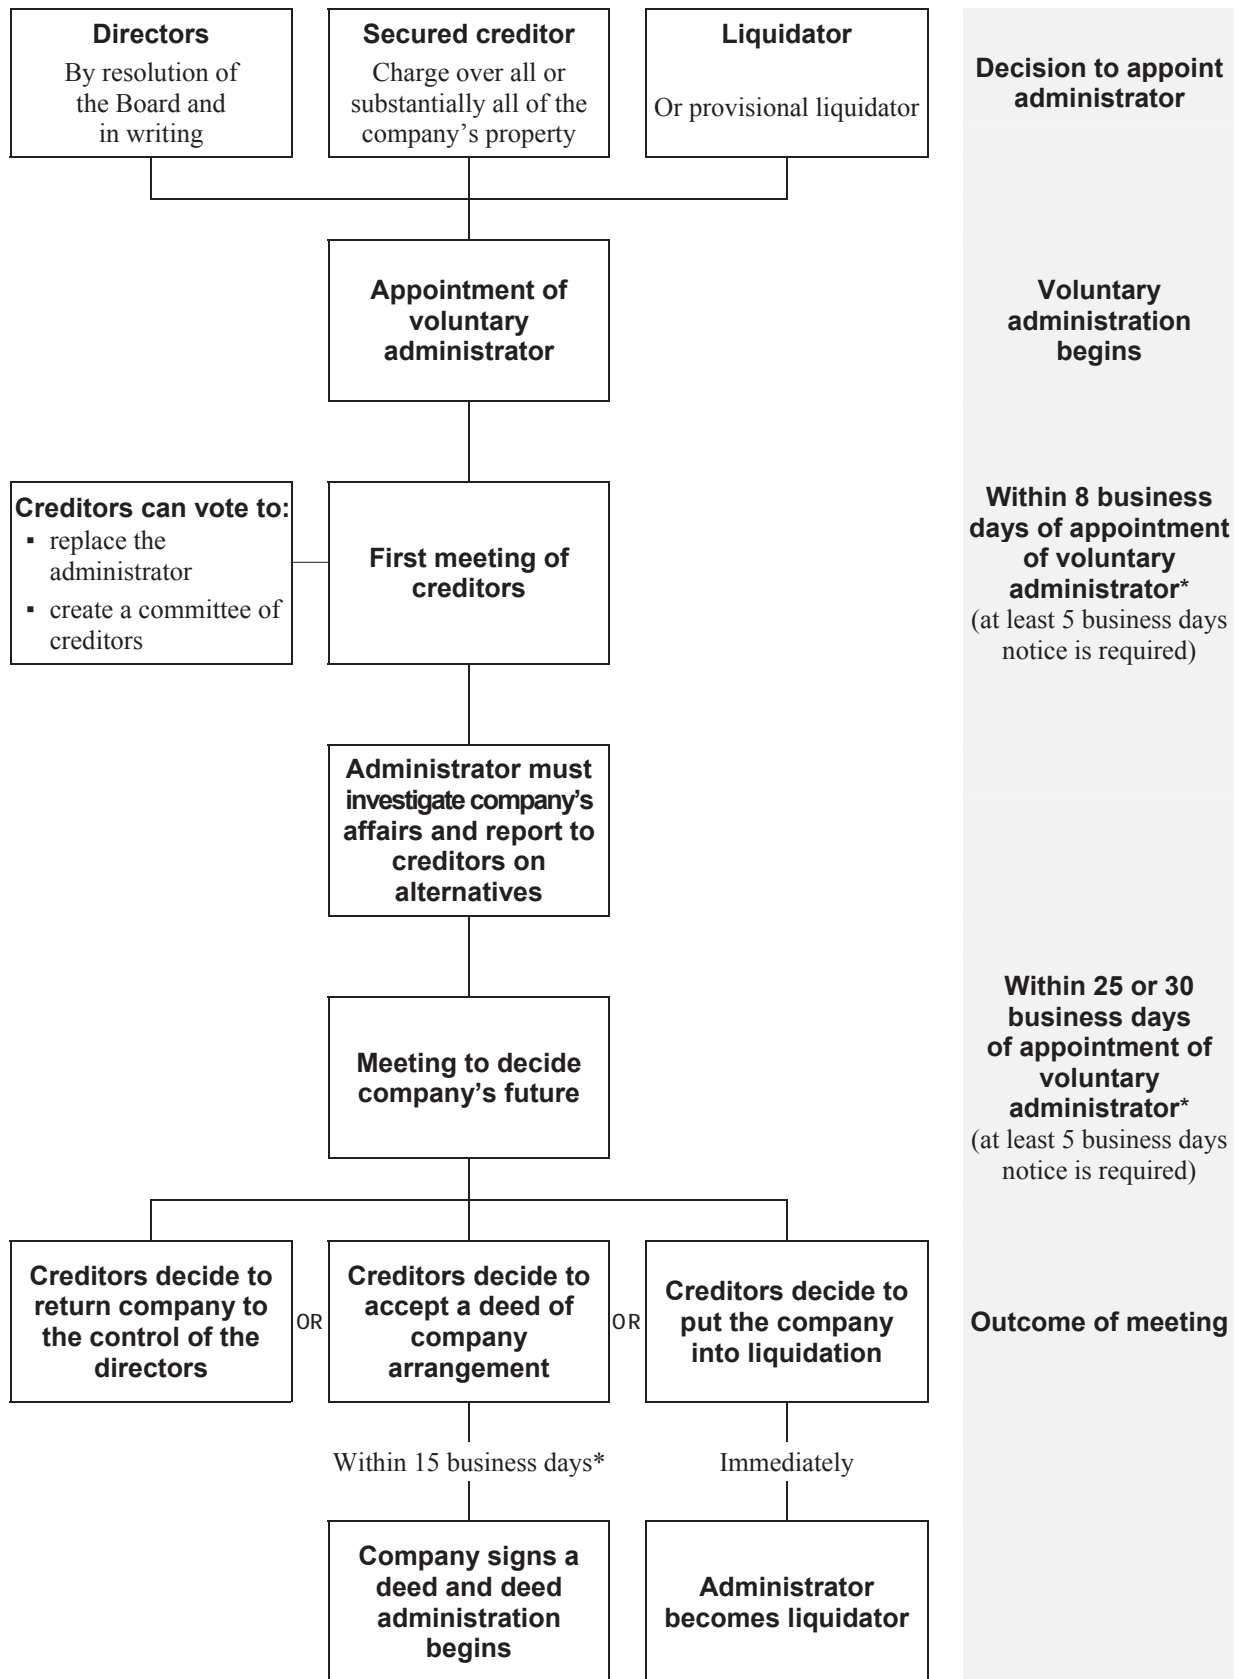 Directors
By resolution of
the Board and
in writing
Secured creditor
Charge over all or
substantially all of the
company’s property
Liquidator
Or provisional liquidator
Decision to appoint
administrator
Appointment of
voluntary
administrator
Voluntary
administration
begins
Creditors can vote to:
▪ replace the
administrator
▪ create a committee of
creditors
First meeting of
creditors
Within 8 business
days of appointment
of voluntary
administrator*
(at least 5 business days
notice is required)
Administrator must
investigate company’s
affairs and report to
creditors on
alternatives
Meeting to decide
company’s future
Within 25 or 30
business days
of appointment of
voluntary
administrator*
(at least 5 business days
notice is required)
Creditors decide to
return company to
the control of the
directors
OR
Creditors decide to
accept a deed of
company
arrangement
OR
Creditors decide to
put the company
into liquidation
Outcome of meeting
Within 15 business days*
Immediately
Company signs a
deed and deed
administration
begins
Administrator
becomes liquidator